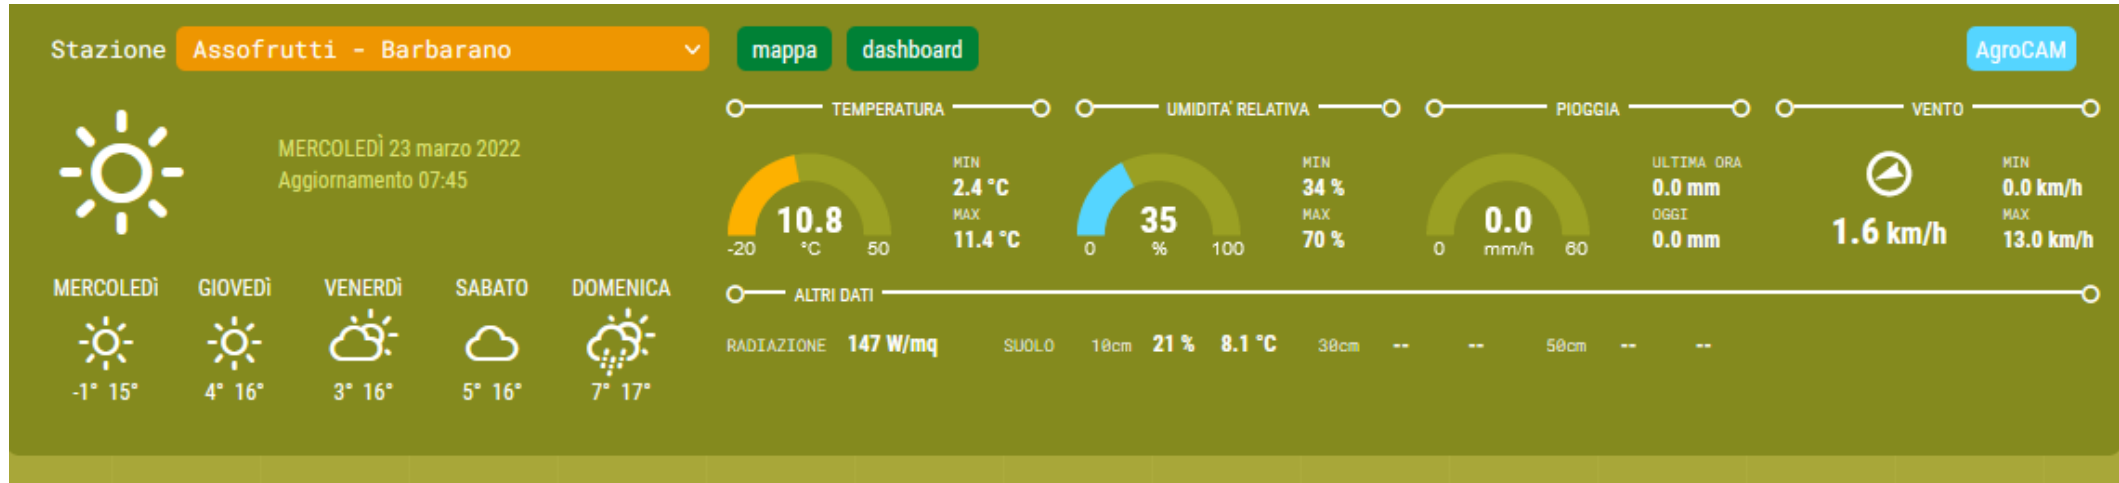 Stazione Assofrutti - Barbarano mappa dashboard AgroCAM
MERCOLEDÌ 23 marzo 2022
Aggiornamento 07:45
MERCOLEDÌ GIOVEDÌ VENERDÌ SABATO DOMENICA
-1° 15° 4° 16° 3° 16° 5° 16° 7° 17°
TEMPERATURA
10.8
°C
-20 50
MIN
2.4 °C
MAX
11.4 °C
UMIDITA' RELATIVA
35
%
0 100
MIN
34 %
MAX
70 %
PIOGGIA
0.0
mm/h
0 60
ULTIMA ORA
0.0 mm
OGGI
0.0 mm
VENTO
1.6 km/h
MIN
0.0 km/h
MAX
13.0 km/h
ALTRI DATI
RADIAZIONE 147 W/mq SUOLO 10cm 21 % 8.1 °C 30cm -- -- 50cm -- --